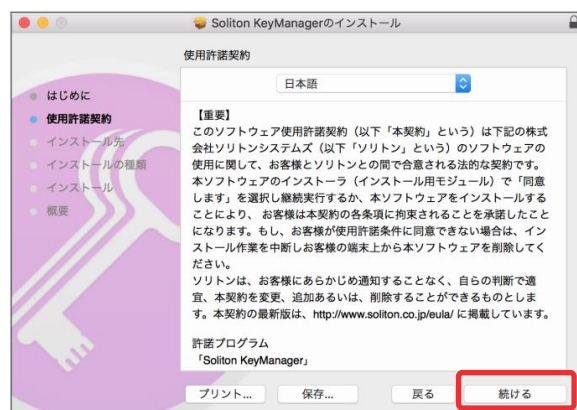 Soliton KeyManagerのインストール
使用許諾契約
日本語
はじめに
使用許諾契約
インストール先
インストールの種類
インストール
概要
【重要】
このソフトウェア使用許諾契約（以下「本契約」という）は下記の株式
会社ソリトンシステムズ（以下「ソリトン」という）のソフトウェアの
使用に関して、お客様とソリトンとの間で合意される法的な契約です。
本ソフトウェアのインストーラ（インストール用モジュール）で「同意
します」を選択し継続実行するか、本ソフトウェアをインストールする
ことにより、 お客様は本契約の各条項に拘束されることを承諾したこと
になります。もし、お客様が使用許諾条件に同意できない場合は、イン
ストール作業を中断しお客様の端末上から本ソフトウェアを削除してく
ださい。
ソリトンは、お客様にあらかじめ通知することなく、自らの判断で適
宜、本契約を変更、追加あるいは、削除することができるものとしま
す。本契約の最新版は、http://www.soliton.co.jp/eula/ に掲載しています。
許諾プログラム
「Soliton KeyManager」
プリント...
保存...
戻る
続ける